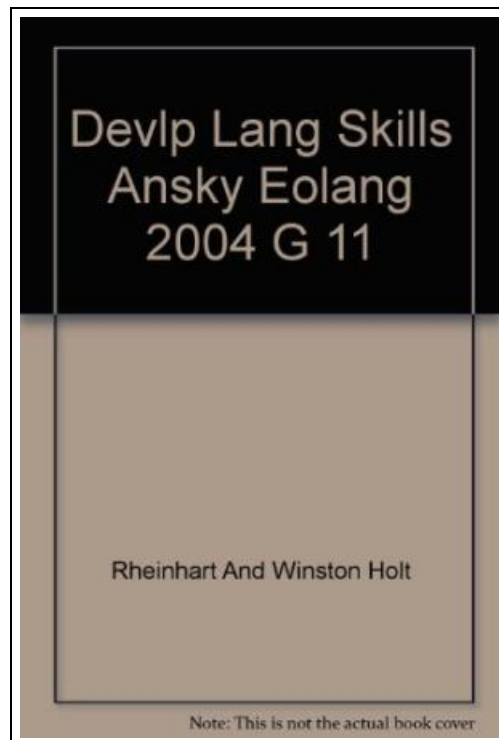 Devlp Lang Skills
Ansky Eolang
2004 G 11
Rheinhart And Winston Holt
Note: This is not the actual book cover